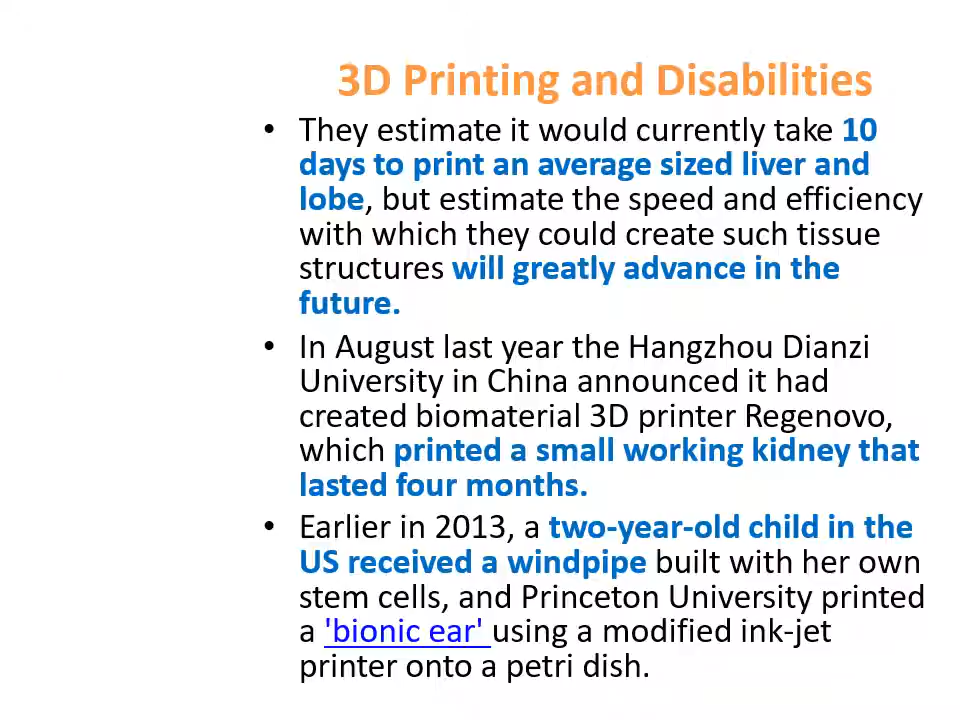 3D Printing and Disabilities
• They estimate it would currently take 10
days to print an average sized liver and
lobe, but estimate the speed and efficiency
with which they could create such tissue
structures will greatly advance in the
future.
• In August last year the Hangzhou Dianzi
University in China announced it had
created biomaterial 3D printer Regenovo,
which printed a small working kidney that
lasted four months.
• Earlier in 2013, a two-year-old child in the
US received a windpipe built with her own
stem cells, and Princeton University printed
a 'bionic ear' using a modified ink-jet
printer onto a petri dish.